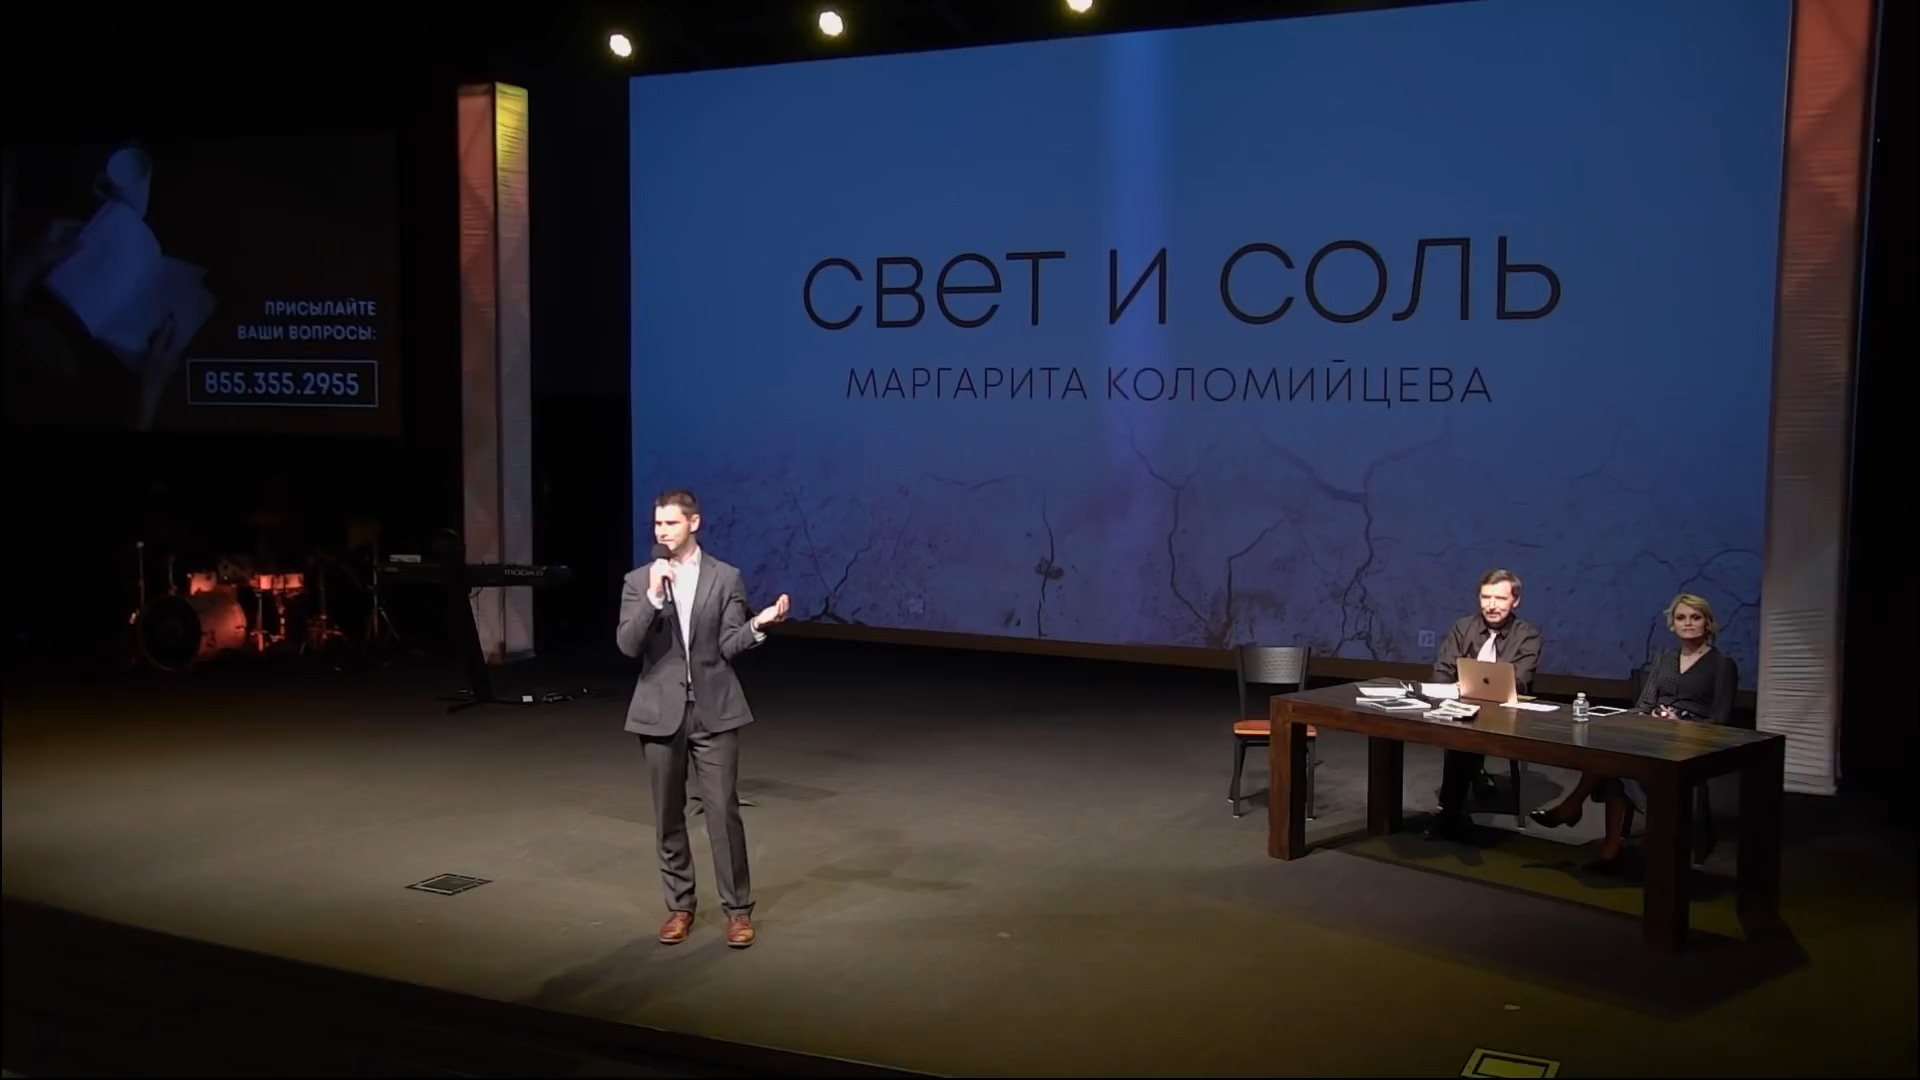 СВЕТ И СОЛЬ
МАРГАРИТА КОЛОМИЙЦЕВА
ПРИСЫЛАЙТЕ
ВАШИ ВОПРОСЫ:
855.355.2955